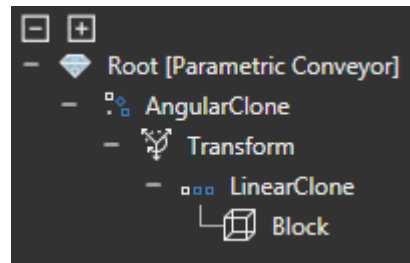 Root [Parametric Conveyor]
AngularClone
Transform
LinearClone
Block